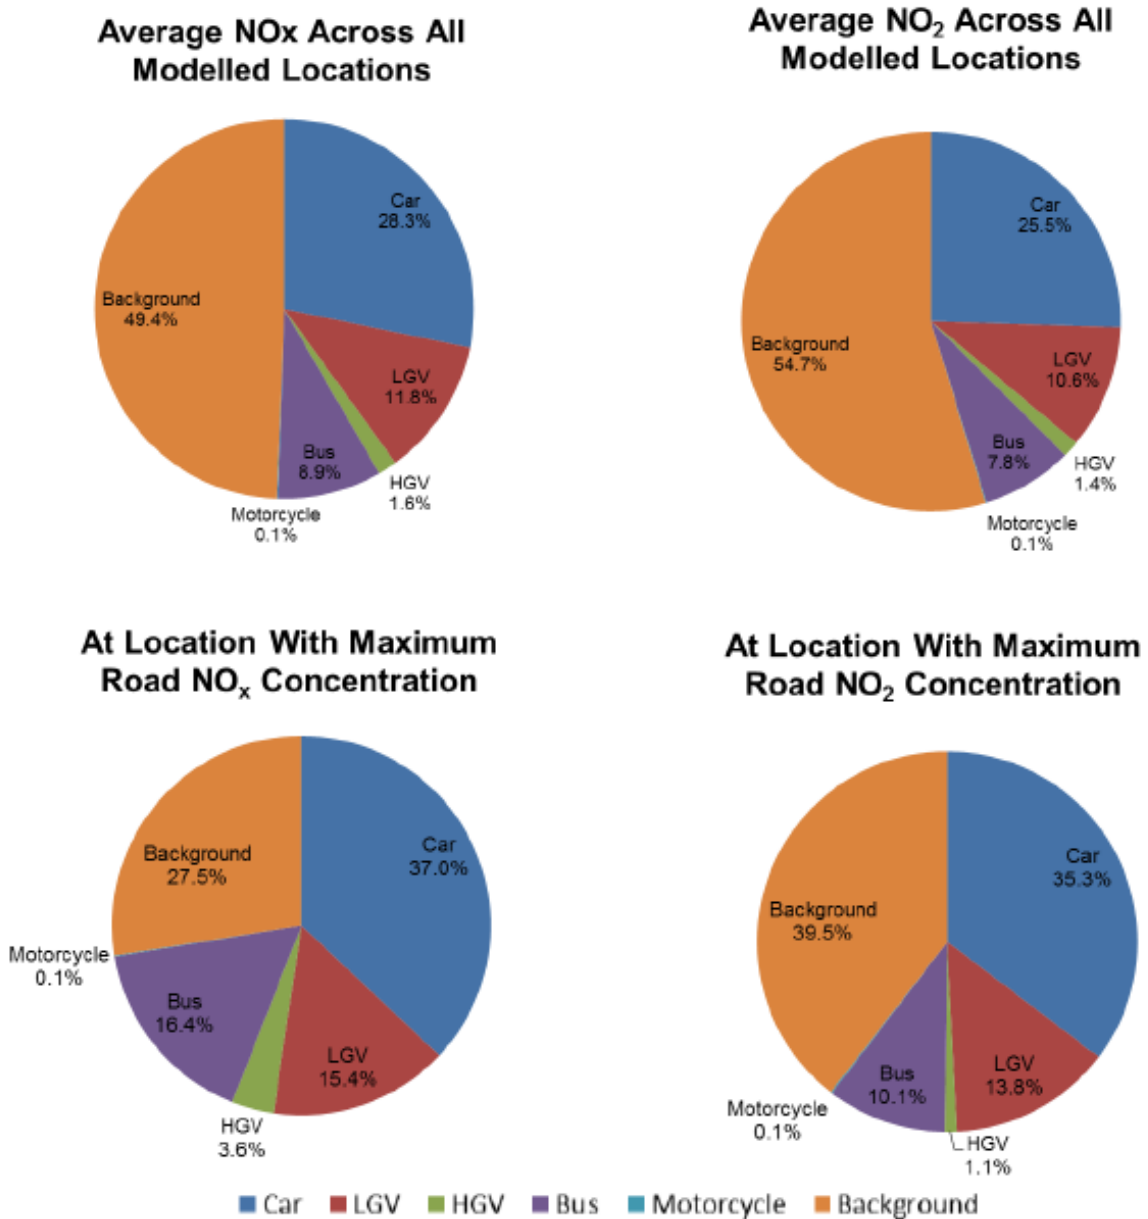 Average NOx Across All
Modelled Locations
Car
28.3%
Background
49.4%
LGV
11.8%
Bus
8.9%
HGV
1.6%
Motorcycle
0.1%
Average NO₂ Across All
Modelled Locations
Car
25.5%
Background
54.7%
LGV
10.6%
Bus
7.8%
HGV
1.4%
Motorcycle
0.1%
At Location With Maximum
Road NOₓ Concentration
Car
37.0%
Background
27.5%
Motorcycle
0.1%
Bus
16.4%
LGV
15.4%
HGV
3.6%
At Location With Maximum
Road NO₂ Concentration
Car
35.3%
Background
39.5%
LGV
13.8%
Bus
10.1%
Motorcycle
0.1%
HGV
1.1%
Car LGV HGV Bus Motorcycle Background